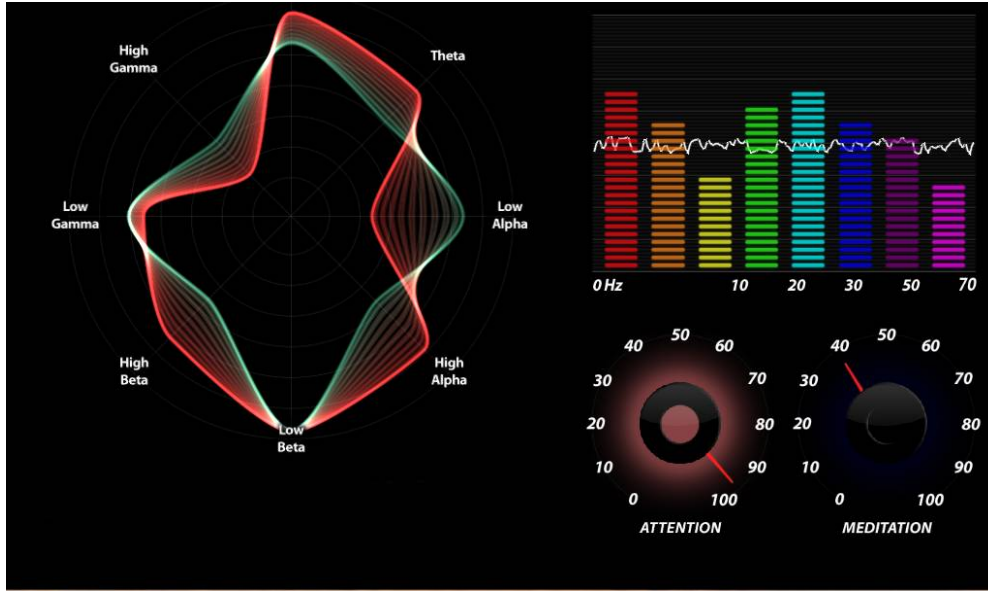 High
Gamma
Theta
Low
Gamma
Low
Alpha
High
Beta
High
Alpha
Low
Beta
0 Hz 10 20 30 50 70
50
40 60
30 70
20 80
10 90
0 100
ATTENTION
50
40 60
30 70
20 80
10 90
0 100
MEDITATION